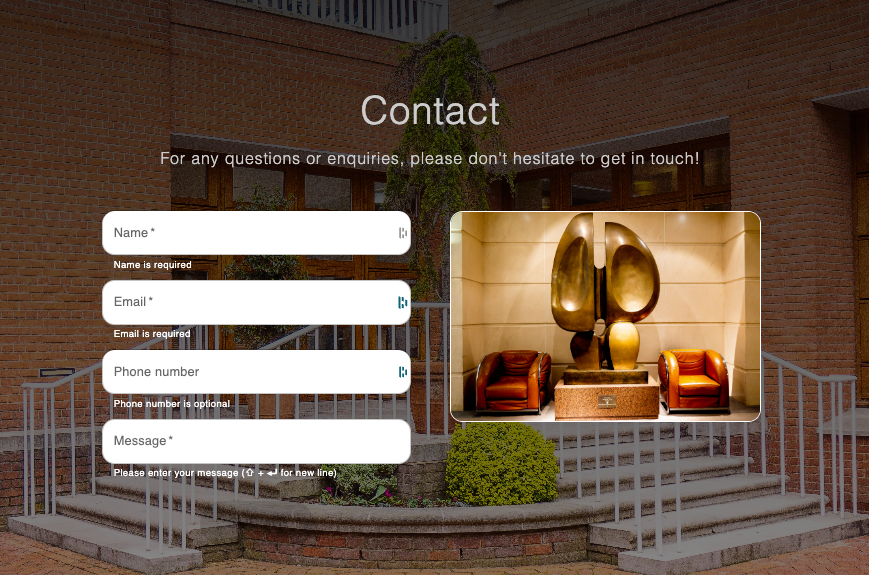 Contact
For any questions or enquiries, please don't hesitate to get in touch!
Name *
Name is required
Email *
Email is required
Phone number
Phone number is optional
Message *
Please enter your message (⇧ + ↵ for new line)